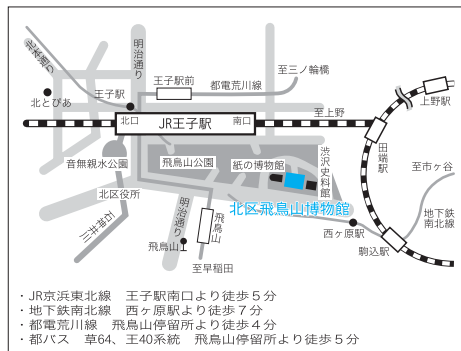 北本通り
明治通り
王子駅前
至三ノ輪橋
都電荒川線
上野駅
北とぴあ
王子駅
北口
JR王子駅
南口
至上野
田端駅
音無親水公園
飛鳥山公園
紙の博物館
渋沢史料館
至市ヶ谷
北区役所
石神井川
明治通り
飛鳥山
北区飛鳥山博物館
地下鉄
南北線
飛鳥山
西ヶ原駅
駒込駅
至早稲田
・JR京浜東北線 王子駅南口より徒歩5分
・地下鉄南北線 西ヶ原駅より徒歩7分
・都電荒川線 飛鳥山停留所より徒歩4分
・都バス 草64、王40系統 飛鳥山停留所より徒歩5分